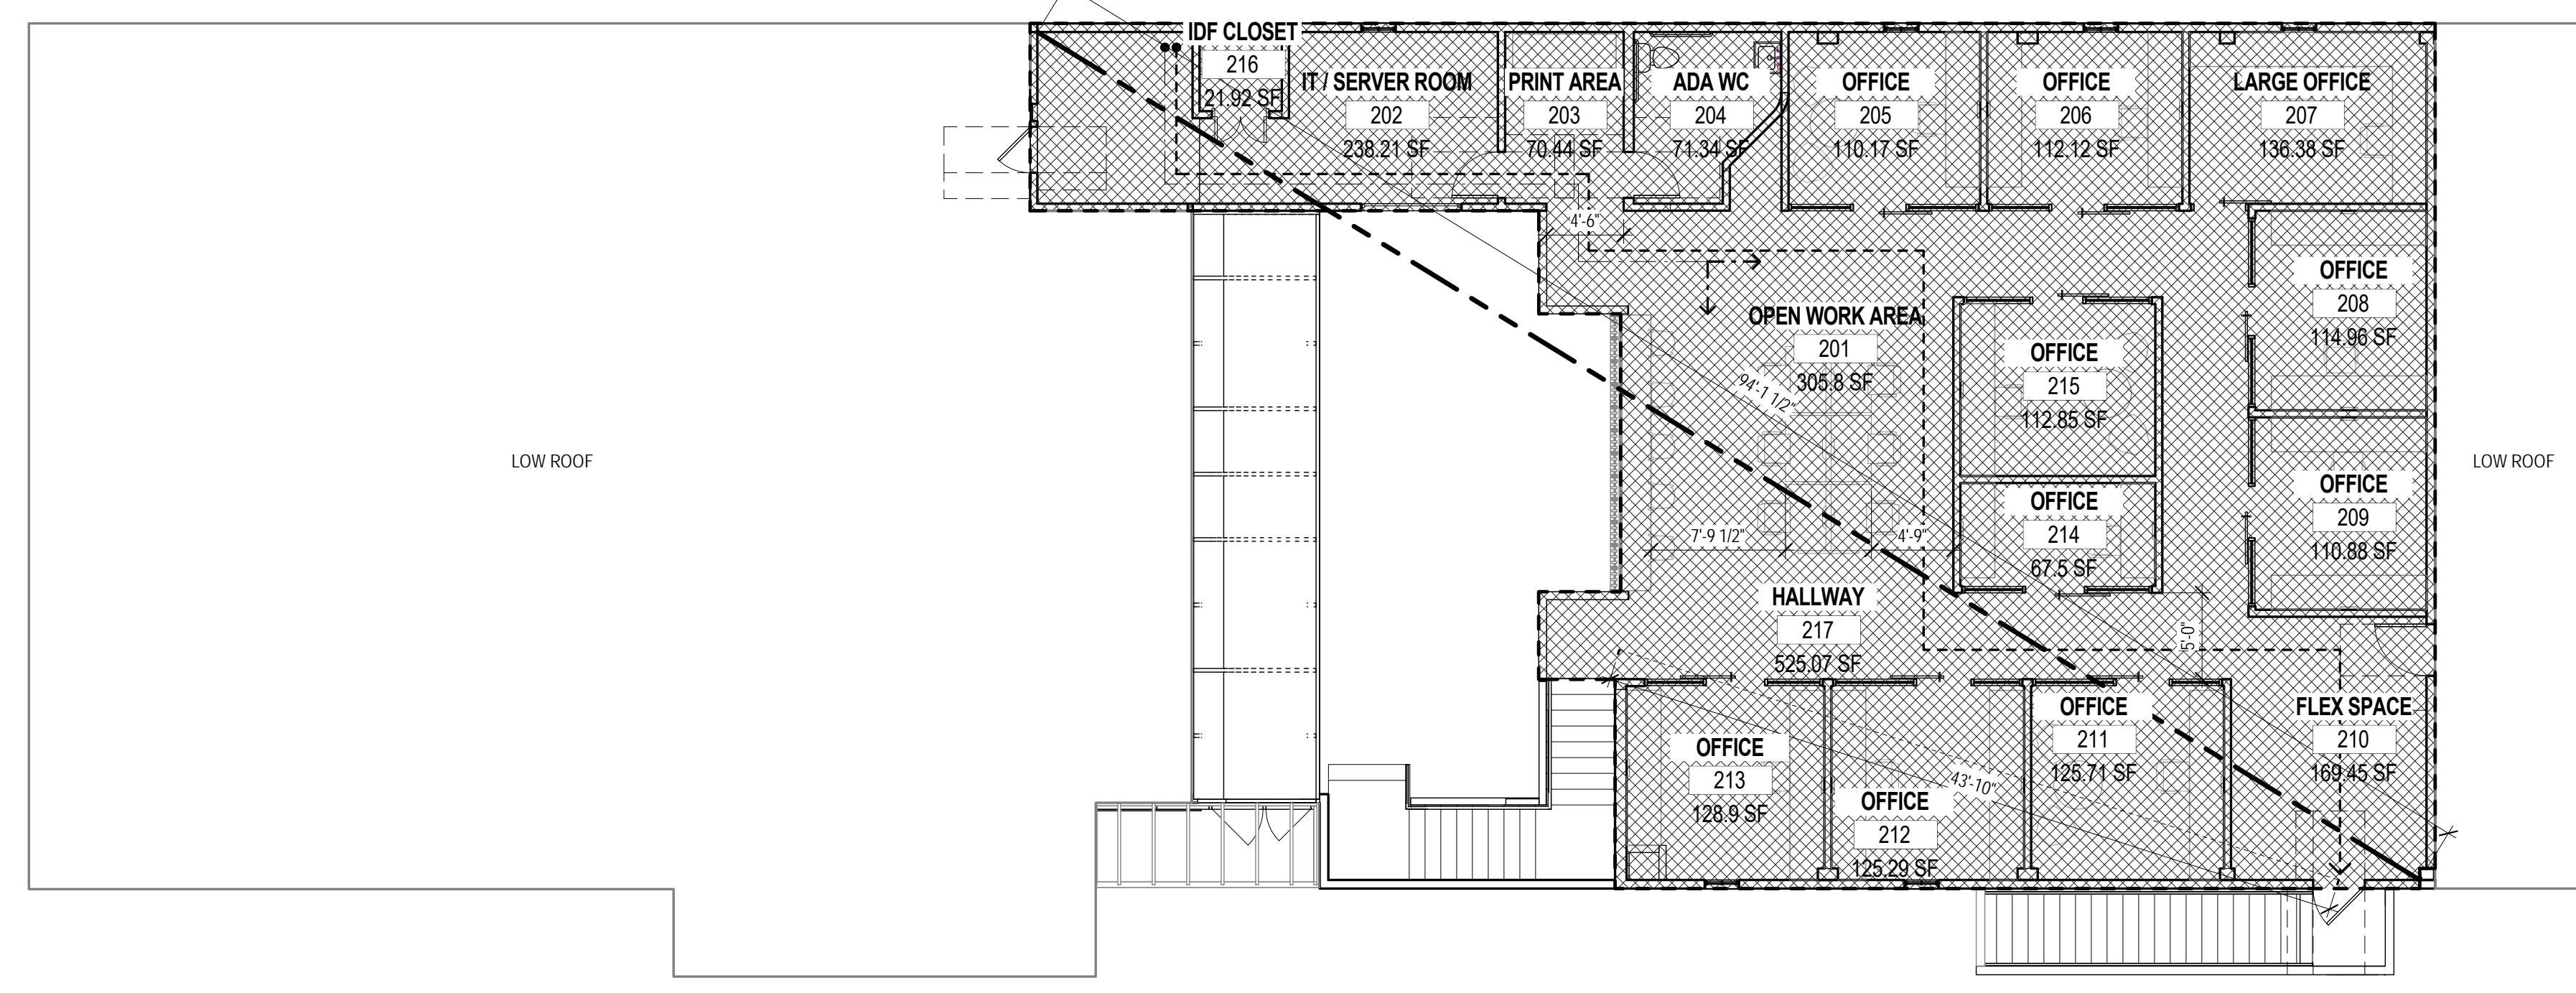 IDF CLOSET
216
21.92 SF
IT / SERVER ROOM
202
238.21 SF
PRINT AREA
203
70.44 SF
ADA WC
204
71.34 SF
OFFICE
205
110.17 SF
OFFICE
206
112.12 SF
LARGE OFFICE
207
136.38 SF
4'-6"
OFFICE
208
114.96 SF
OPEN WORK AREA
201
305.8 SF
94'-1 1/2"
OFFICE
215
112.85 SF
LOW ROOF
LOW ROOF
OFFICE
209
110.88 SF
OFFICE
214
67.5 SF
7'-9 1/2"
4'-9"
HALLWAY
217
525.07 SF
5'-0"
OFFICE
213
128.9 SF
OFFICE
212
125.29 SF
43'-10"
OFFICE
211
125.71 SF
FLEX SPACE
210
169.45 SF